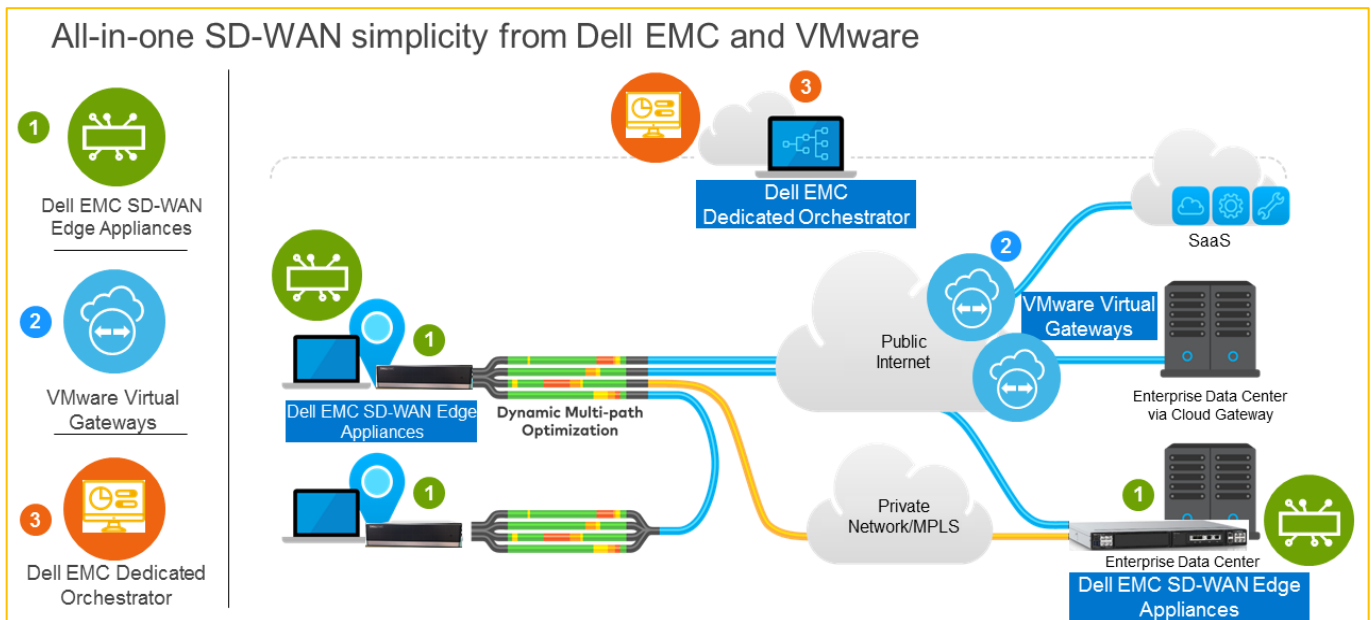 All-in-one SD-WAN simplicity from Dell EMC and VMware
1
Dell EMC SD-WAN
Edge Appliances
2
VMware Virtual
Gateways
3
Dell EMC Dedicated
Orchestrator
3
Dell EMC
Dedicated Orchestrator
SaaS
2
VMware Virtual
Gateways
Public
Internet
Enterprise Data Center
via Cloud Gateway
1
Dell EMC SD-WAN Edge
Appliances
Dynamic Multi-path
Optimization
1
Private
Network/MPLS
1
Enterprise Data Center
Dell EMC SD-WAN Edge
Appliances